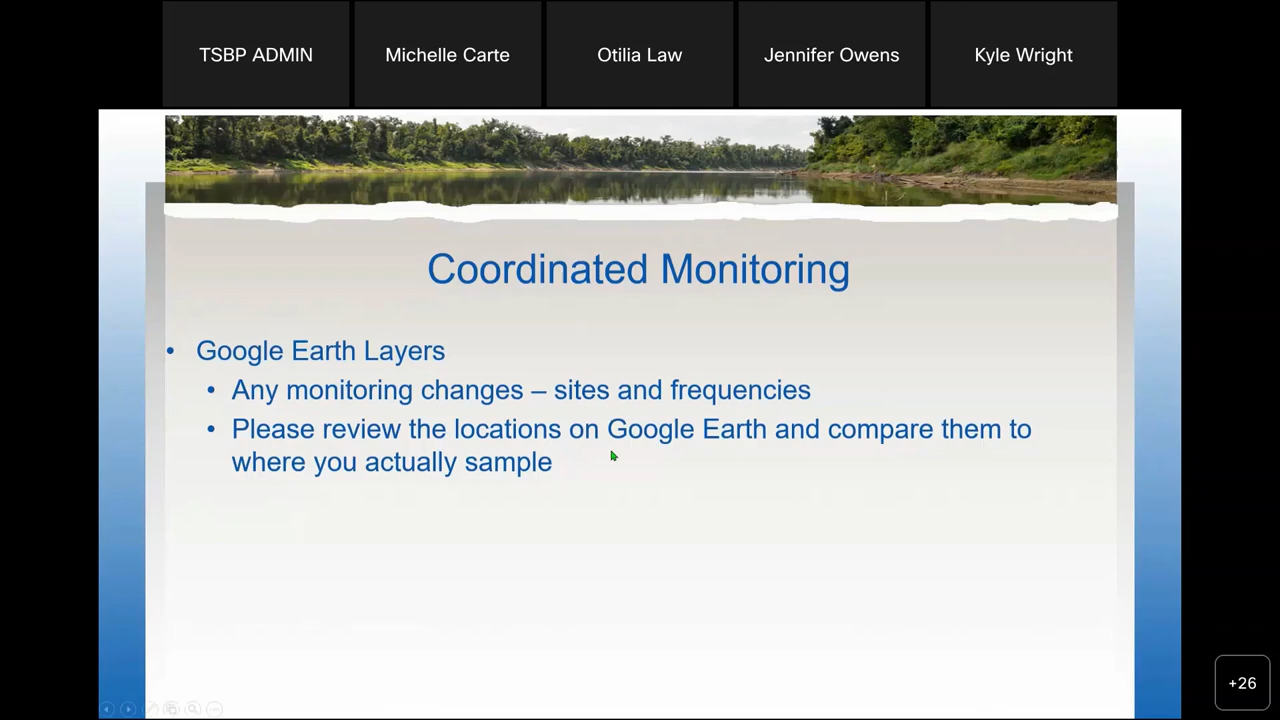 TSBP ADMIN
Michelle Carte
Otilia Law
Jennifer Owens
Kyle Wright
Coordinated Monitoring
• Google Earth Layers
• Any monitoring changes – sites and frequencies
• Please review the locations on Google Earth and compare them to
where you actually sample
+26